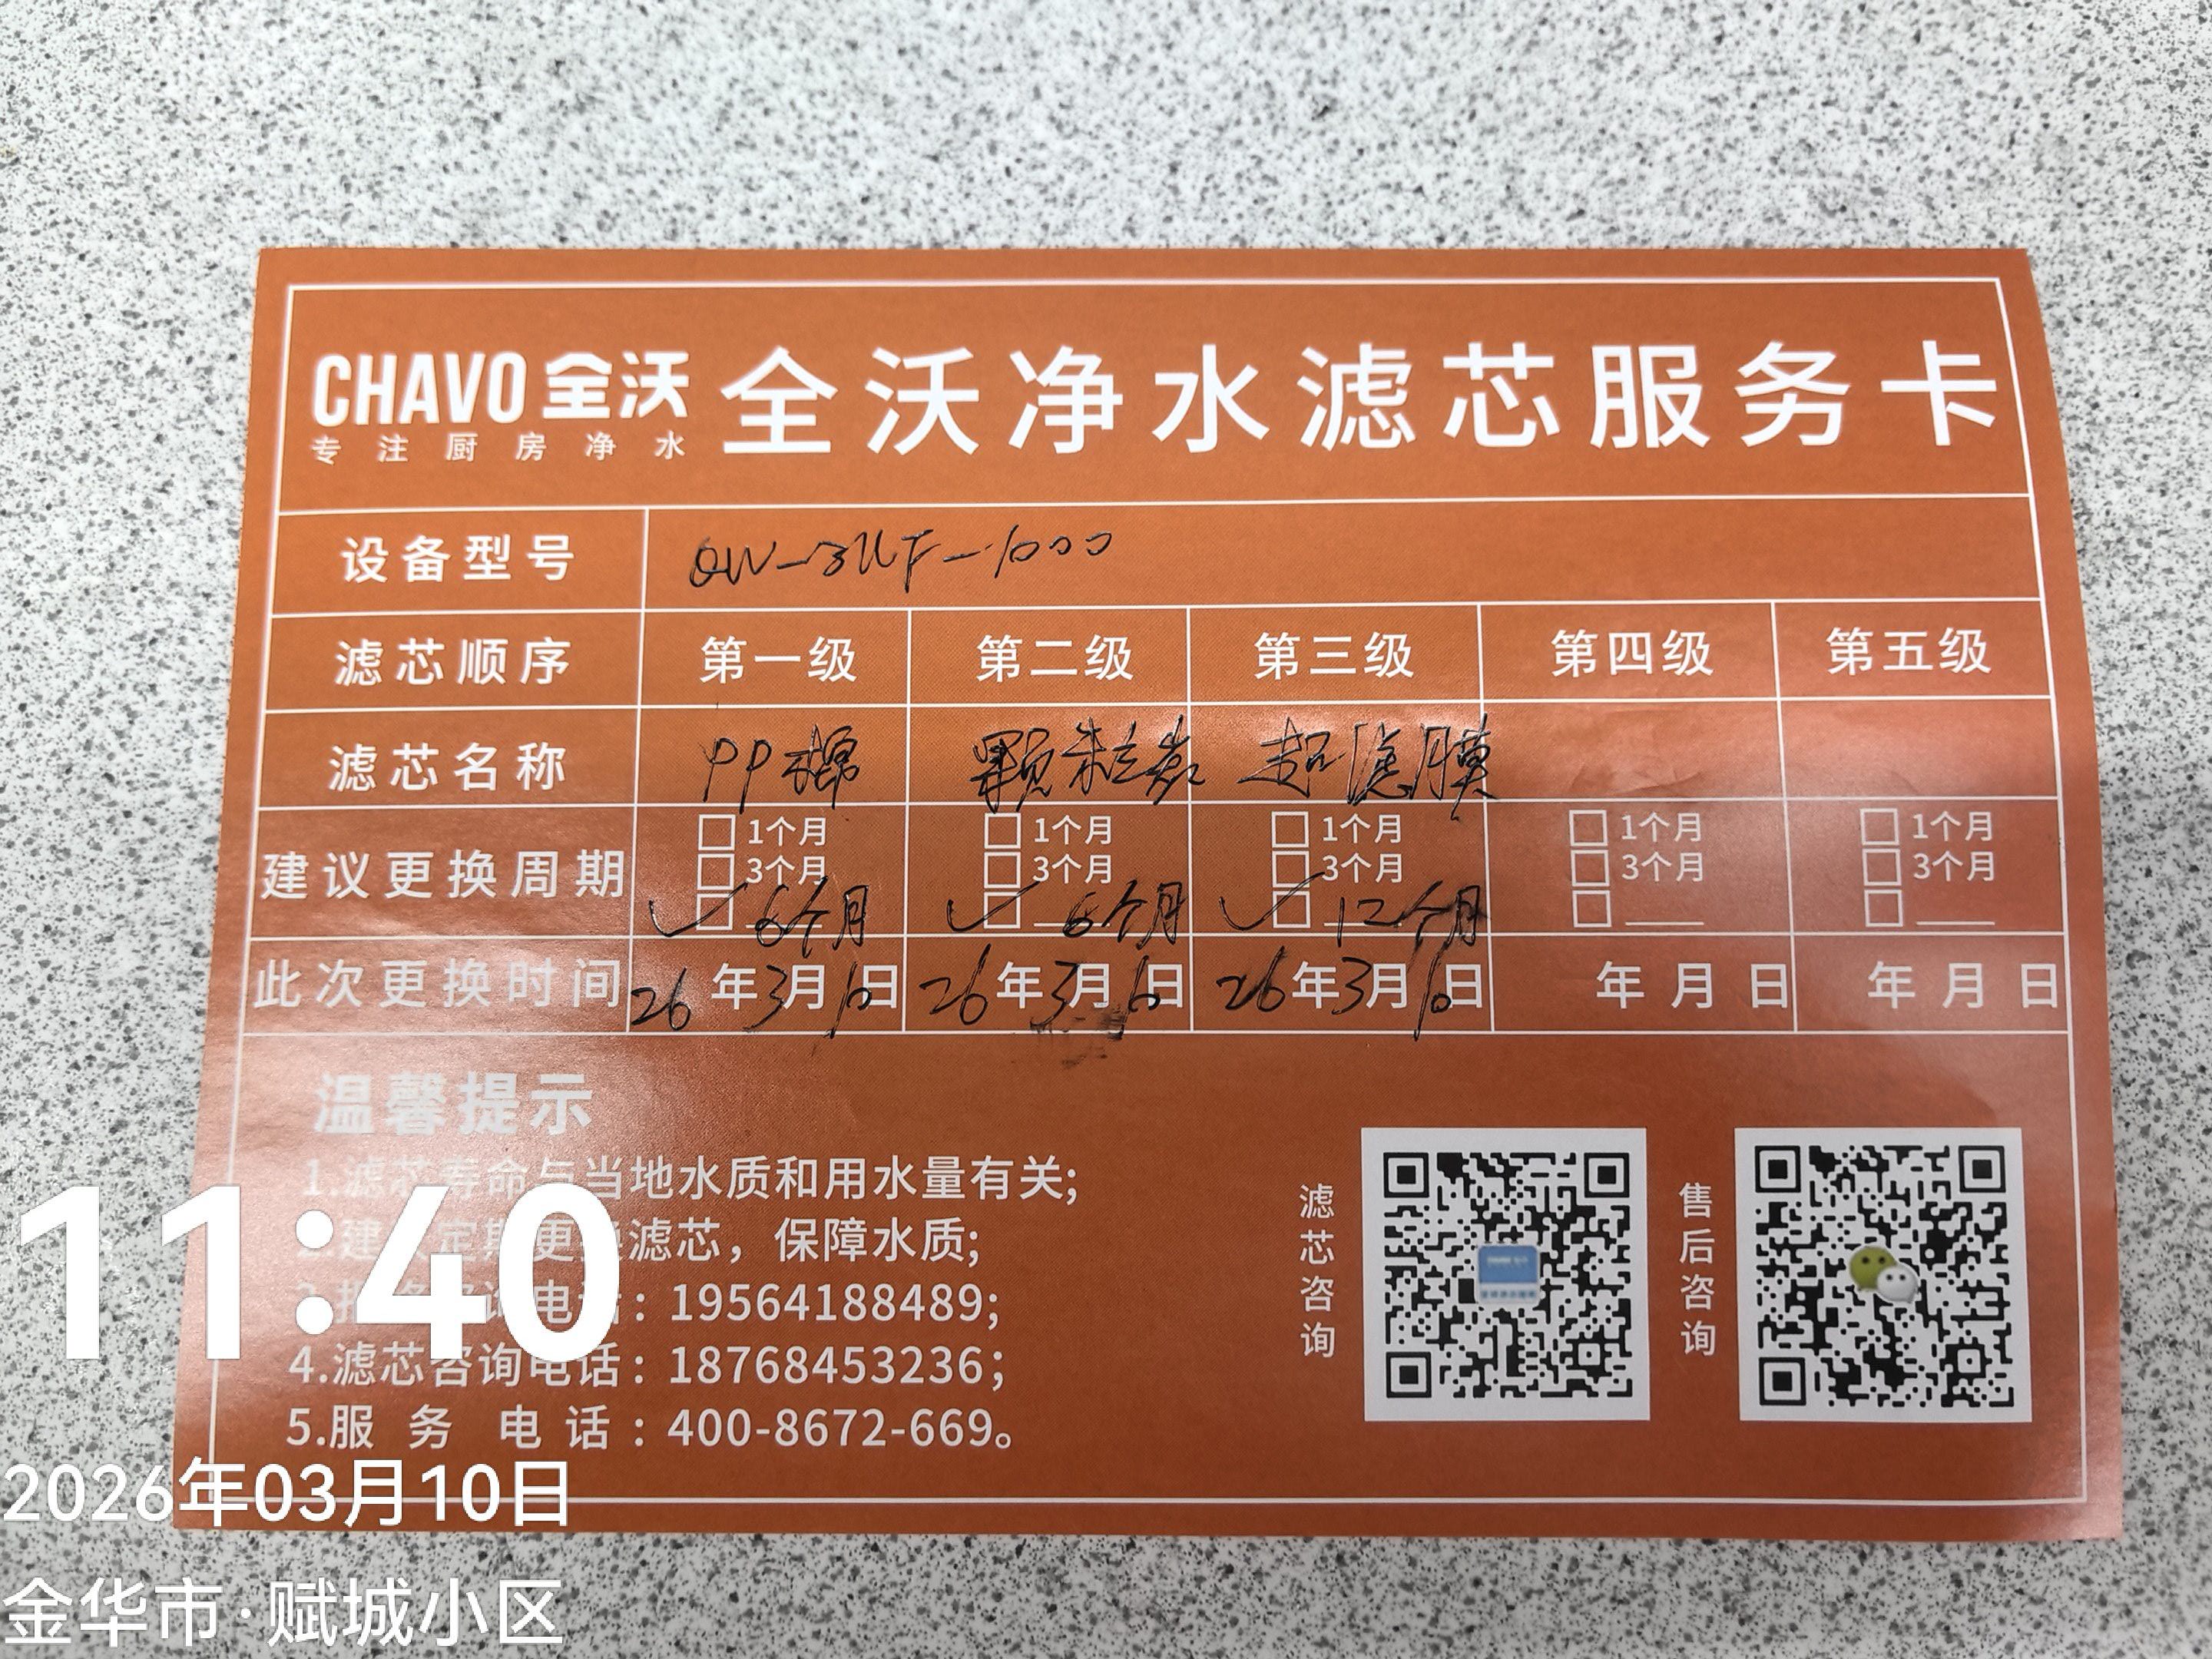 CHAVO全沃
专注厨房净水
全沃净水滤芯服务卡
设备型号 QW-3UF-1000
滤芯顺序 第一级 第二级 第三级 第四级 第五级
滤芯名称 PP棉 颗粒炭 超滤膜
建议更换周期
□1个月 □1个月 □1个月 □1个月 □1个月
□3个月 □3个月 □3个月 □3个月 □3个月
✓□6个月 ✓□6个月 ✓□12个月 □____ □____
此次更换时间 26年3月10日 26年3月10日 26年3月10日 年月日 年月日
温馨提示
1.滤芯寿命与当地水质和用水量有关;
2.建议定期更换滤芯，保障水质;
咨询电话：19564188489;
4.滤芯咨询电话：18768453236；
5.服务电话：400-8672-669。
滤芯咨询
售后咨询
11:40
2026年03月10日
金华市·赋城小区